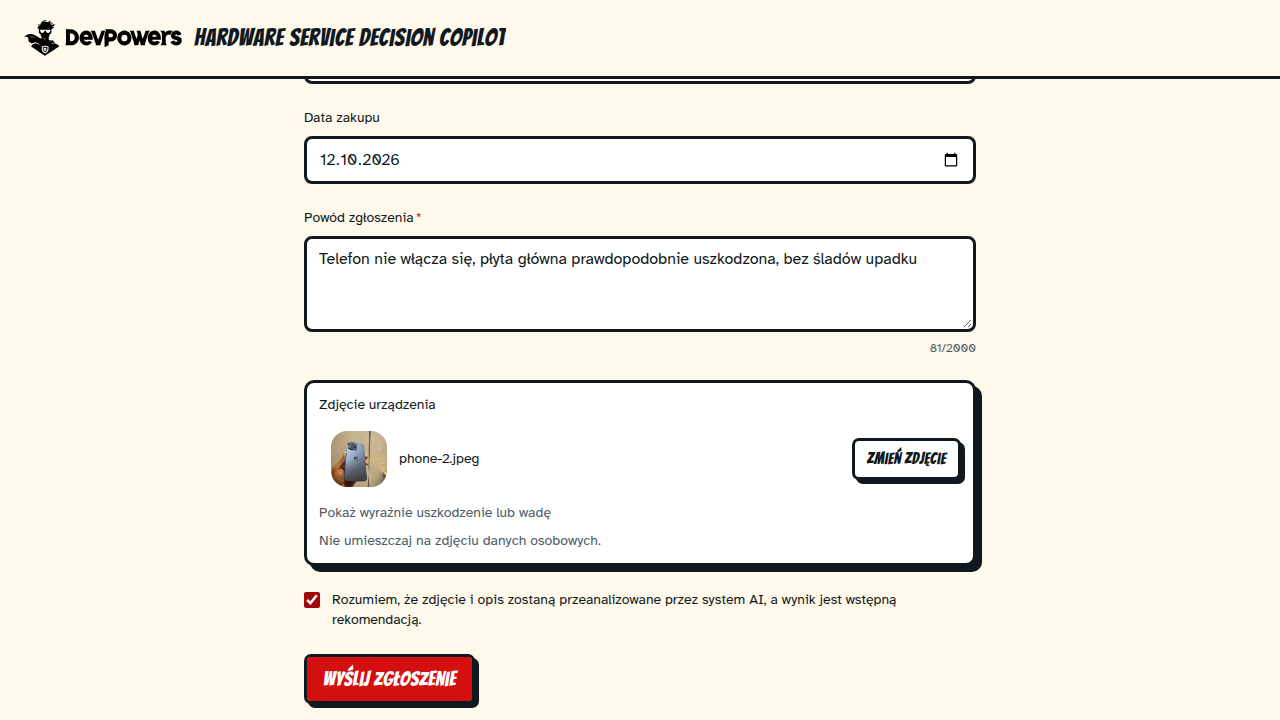 DevPowers HARDWARE SERVICE DECISION COPILOT
Data zakupu
12.10.2026
Powód zgłoszenia *
Telefon nie włącza się, płyta główna prawdopodobnie uszkodzona, bez śladów upadku
81/2000
Zdjęcie urządzenia
phone-2.jpeg
ZMIEŃ ZDJĘCIE
Pokaż wyraźnie uszkodzenie lub wadę
Nie umieszczaj na zdjęciu danych osobowych.
Rozumiem, że zdjęcie i opis zostaną przeanalizowane przez system AI, a wynik jest wstępną
rekomendacją.
WYŚLIJ ZGŁOSZENIE